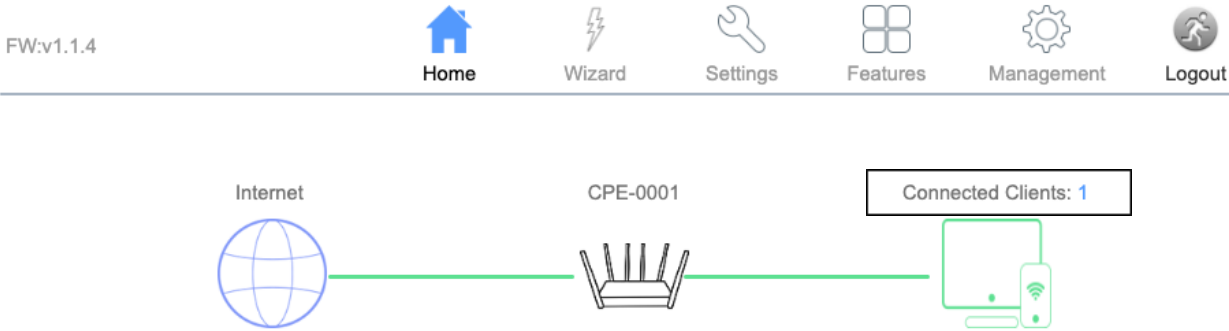 FW:v1.1.4
Home
Wizard
Settings
Features
Management
Logout
Internet
CPE-0001
Connected Clients: 1